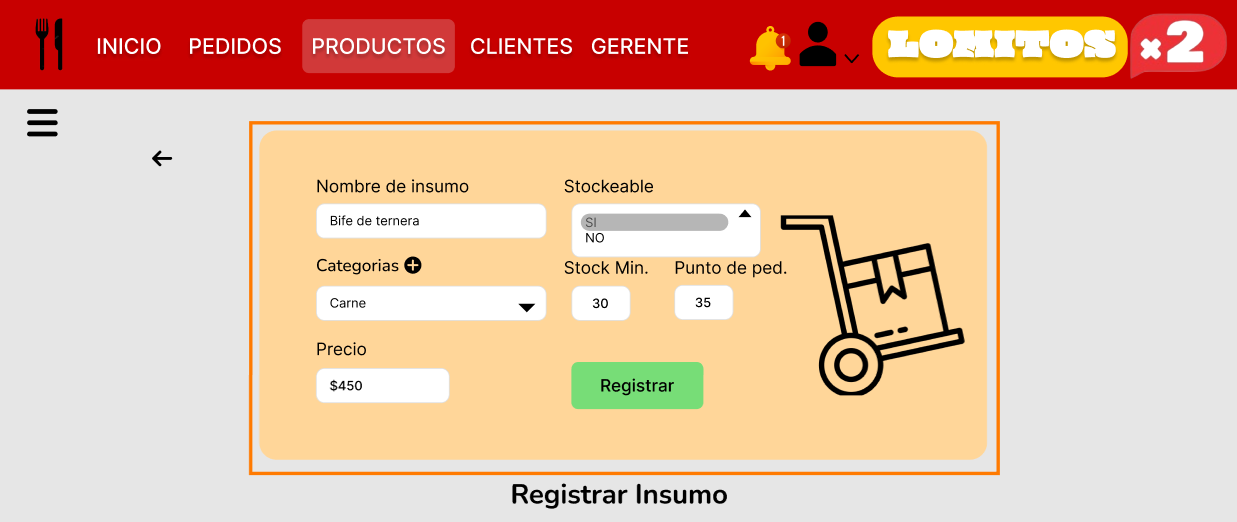 INICIO PEDIDOS PRODUCTOS CLIENTES GERENTE 1 LOMITOS x2
Nombre de insumo Stockeable
Bife de ternera SI
NO
Categorias Stock Min. Punto de ped.
Carne 30 35
Precio
$450 Registrar
Registrar Insumo